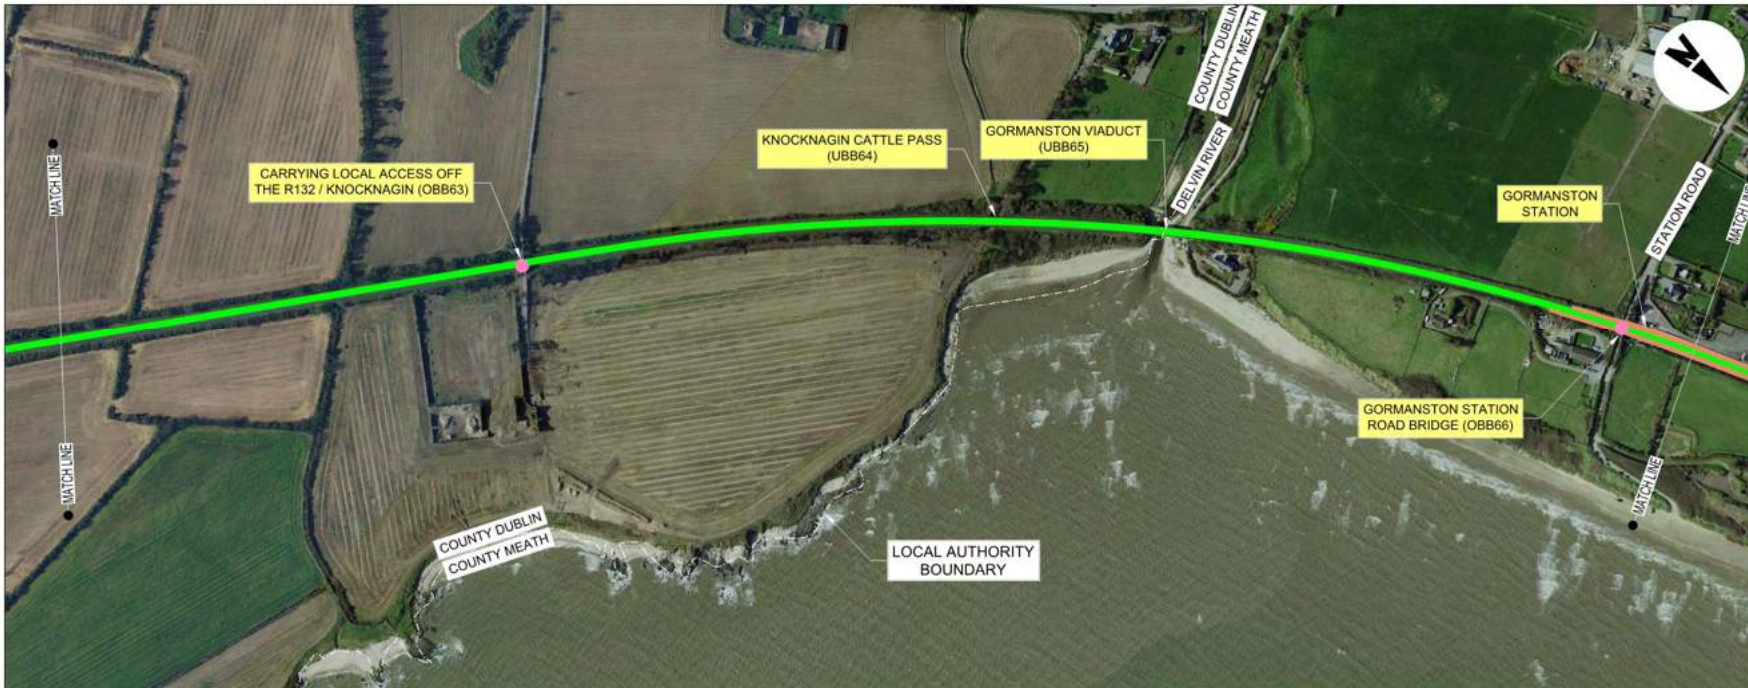 COUNTY DUBLIN
COUNTY MEATH
N
KNOCKNAGIN CATTLE PASS
(UBB64)
GORMANSTON VIADUCT
(UBB65)
DELVIN RIVER
CARRYING LOCAL ACCESS OFF
THE R132 / KNOCKNAGIN (OBB63)
GORMANSTON
STATION
STATION ROAD
MATCH LINE
MATCH LINE
GORMANSTON STATION
ROAD BRIDGE (OBB66)
MATCH LINE
MATCH LINE
COUNTY DUBLIN
COUNTY MEATH
LOCAL AUTHORITY
BOUNDARY